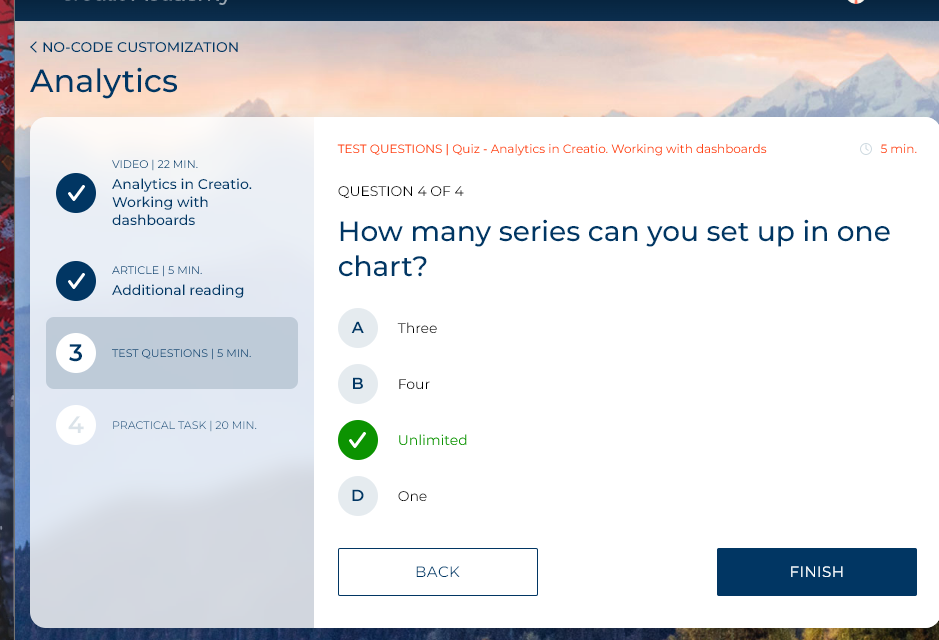 < NO-CODE CUSTOMIZATION
Analytics
VIDEO | 22 MIN.
Analytics in Creatio.
Working with
dashboards
ARTICLE | 5 MIN.
Additional reading
3
TEST QUESTIONS | 5 MIN.
4
PRACTICAL TASK | 20 MIN.
TEST QUESTIONS | Quiz - Analytics in Creatio. Working with dashboards
5 min.
QUESTION 4 OF 4
How many series can you set up in one
chart?
A Three
B Four
Unlimited
D One
BACK
FINISH